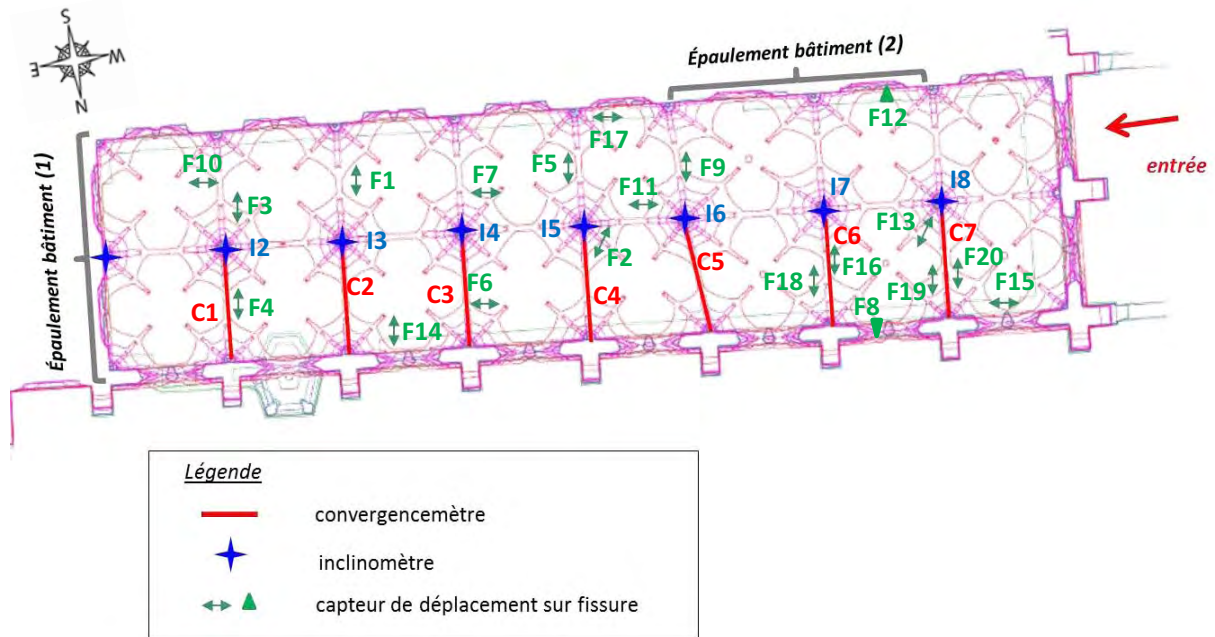 S
E
W
N
Épaulement bâtiment (2)
Épaulement bâtiment (1)
entrée
F12
F17
F10
F1
F5
F9
F7
F11
F3
I7
I8
I2
I3
I4
I5
I6
F13
F2
C1
F4
C2
C3
F6
C4
C5
C6
C7
F16
F18
F20
F19
F15
F14
F8
Légende
convergencemètre
inclinomètre
capteur de déplacement sur fissure